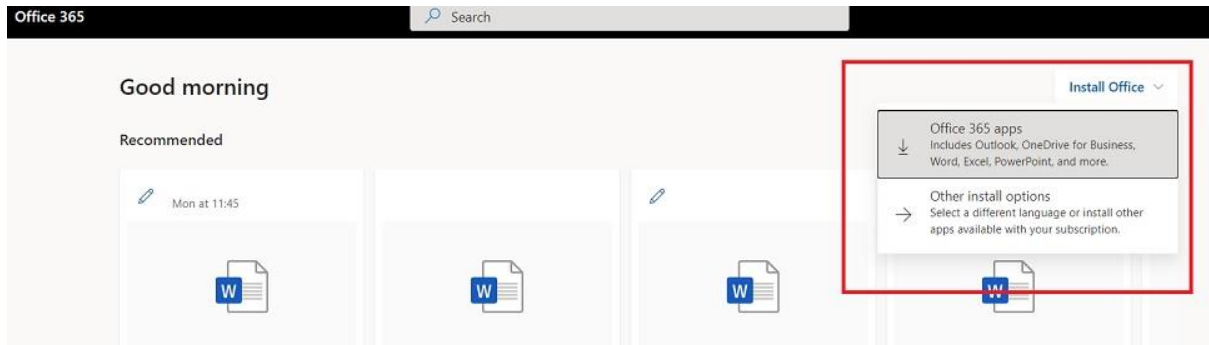 Office 365
Search
Good morning
Install Office
Recommended
Office 365 apps
Includes Outlook, OneDrive for Business,
Word, Excel, PowerPoint, and more.
Other install options
Select a different language or install other
apps available with your subscription.
Mon at 11:45
W
W
W
W